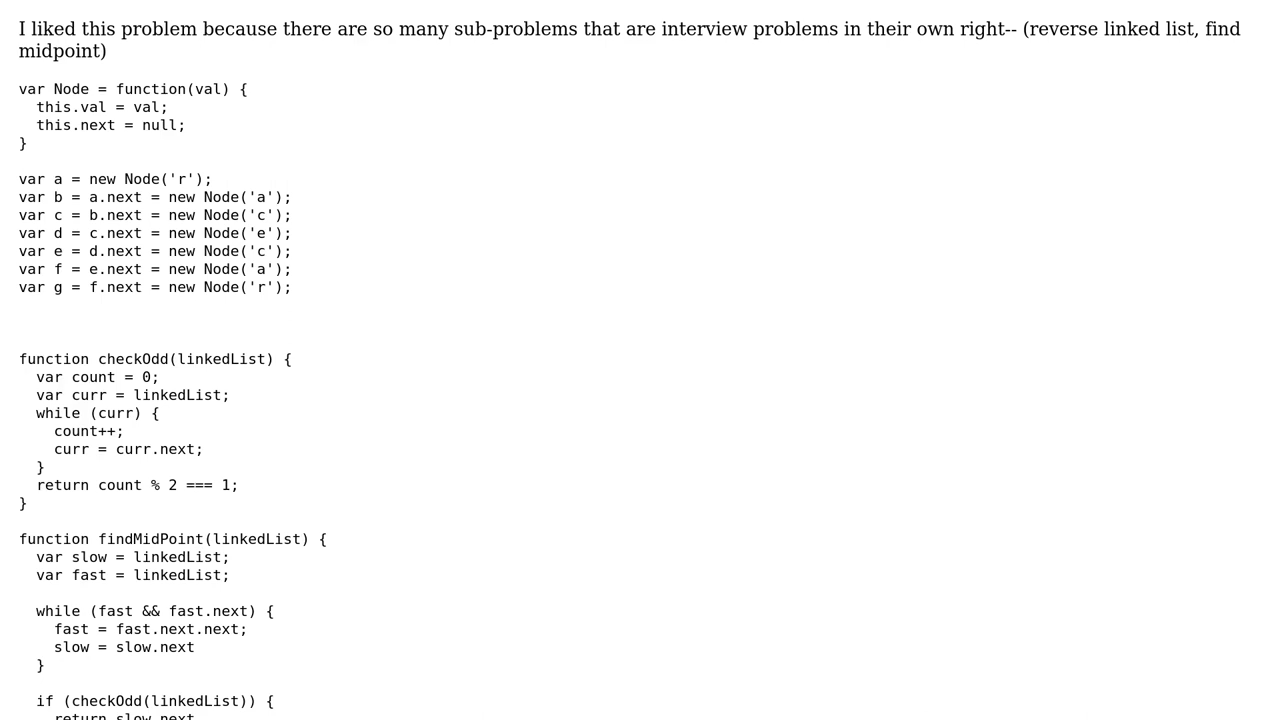 I liked this problem because there are so many sub-problems that are interview problems in their own right-- (reverse linked list, find
midpoint)
var Node = function(val) {
  this.val = val;
  this.next = null;
}
var a = new Node('r');
var b = a.next = new Node('a');
var c = b.next = new Node('c');
var d = c.next = new Node('e');
var e = d.next = new Node('c');
var f = e.next = new Node('a');
var g = f.next = new Node('r');
function checkOdd(linkedList) {
  var count = 0;
  var curr = linkedList;
  while (curr) {
    count++;
    curr = curr.next;
  }
  return count % 2 === 1;
}
function findMidPoint(linkedList) {
  var slow = linkedList;
  var fast = linkedList;
  while (fast && fast.next) {
    fast = fast.next.next;
    slow = slow.next
  }
  if (checkOdd(linkedList)) {
    return slow.next